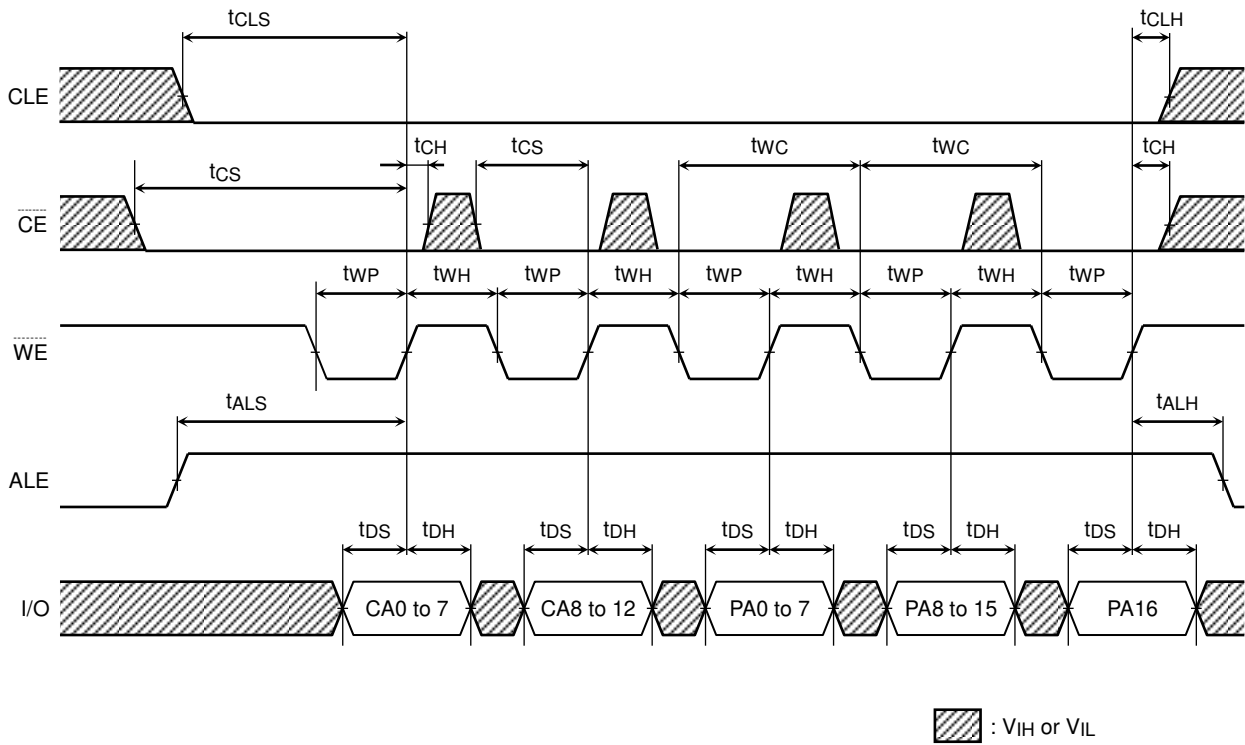 tCLS tCLH
CLE
tCH tCS tWC tWC tCH
tCS
CE
tWP tWH tWP tWH tWP tWH tWP tWH tWP
WE
tALS tALH
ALE
tDS tDH tDS tDH tDS tDH tDS tDH tDS tDH
I/O CA0 to 7 CA8 to 12 PA0 to 7 PA8 to 15 PA16
: VIH or VIL